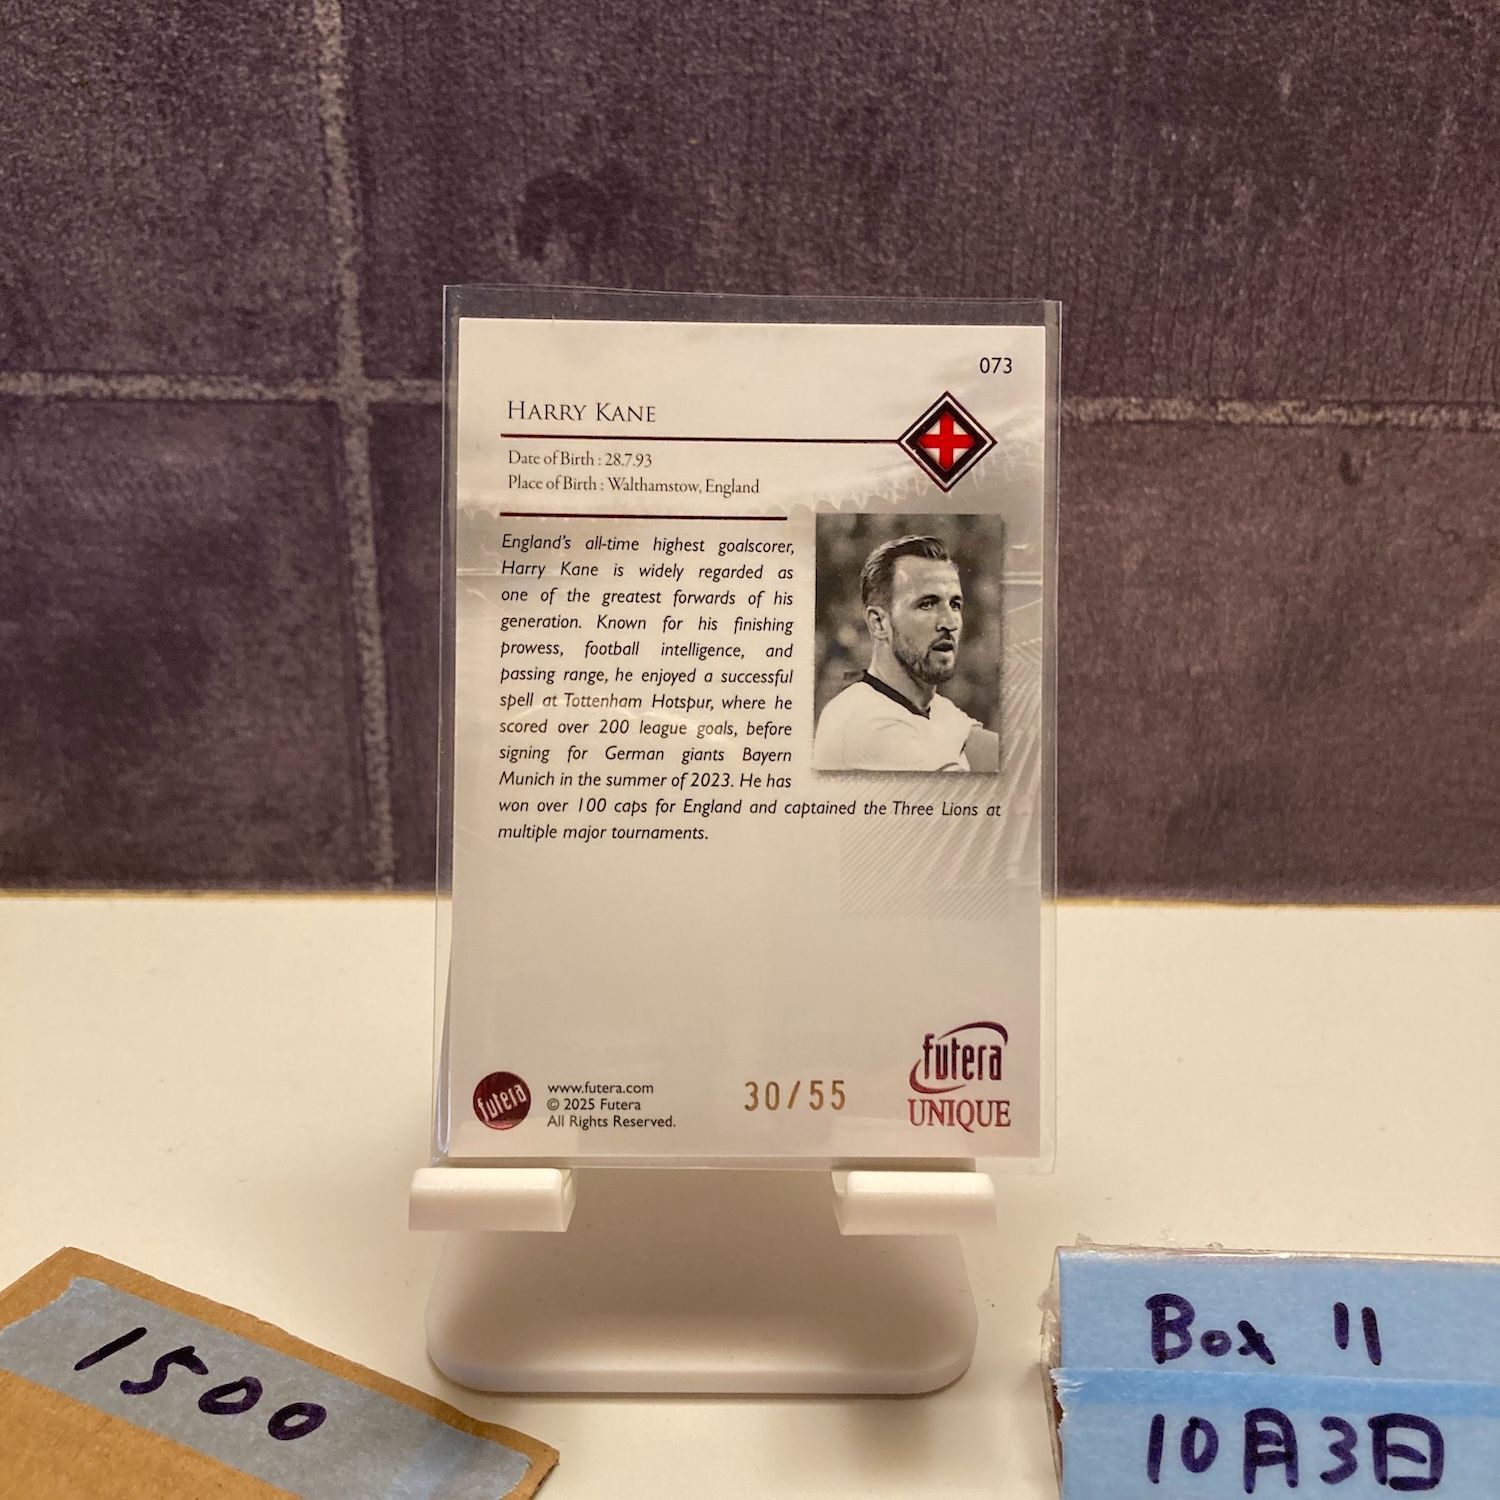 073
HARRY KANE
Date of Birth : 28.7.93
Place of Birth : Walthamstow, England
England's all-time highest goalscorer,
Harry Kane is widely regarded as
one of the greatest forwards of his
generation. Known for his finishing
prowess, football intelligence, and
passing range, he enjoyed a successful
spell at Tottenham Hotspur, where he
scored over 200 league goals, before
signing for German giants Bayern
Munich in the summer of 2023. He has
won over 100 caps for England and captained the Three Lions at
multiple major tournaments.
futera
www.futera.com
© 2025 Futera
All Rights Reserved.
30/55
futera
UNIQUE
1500
Box 11
10月3日